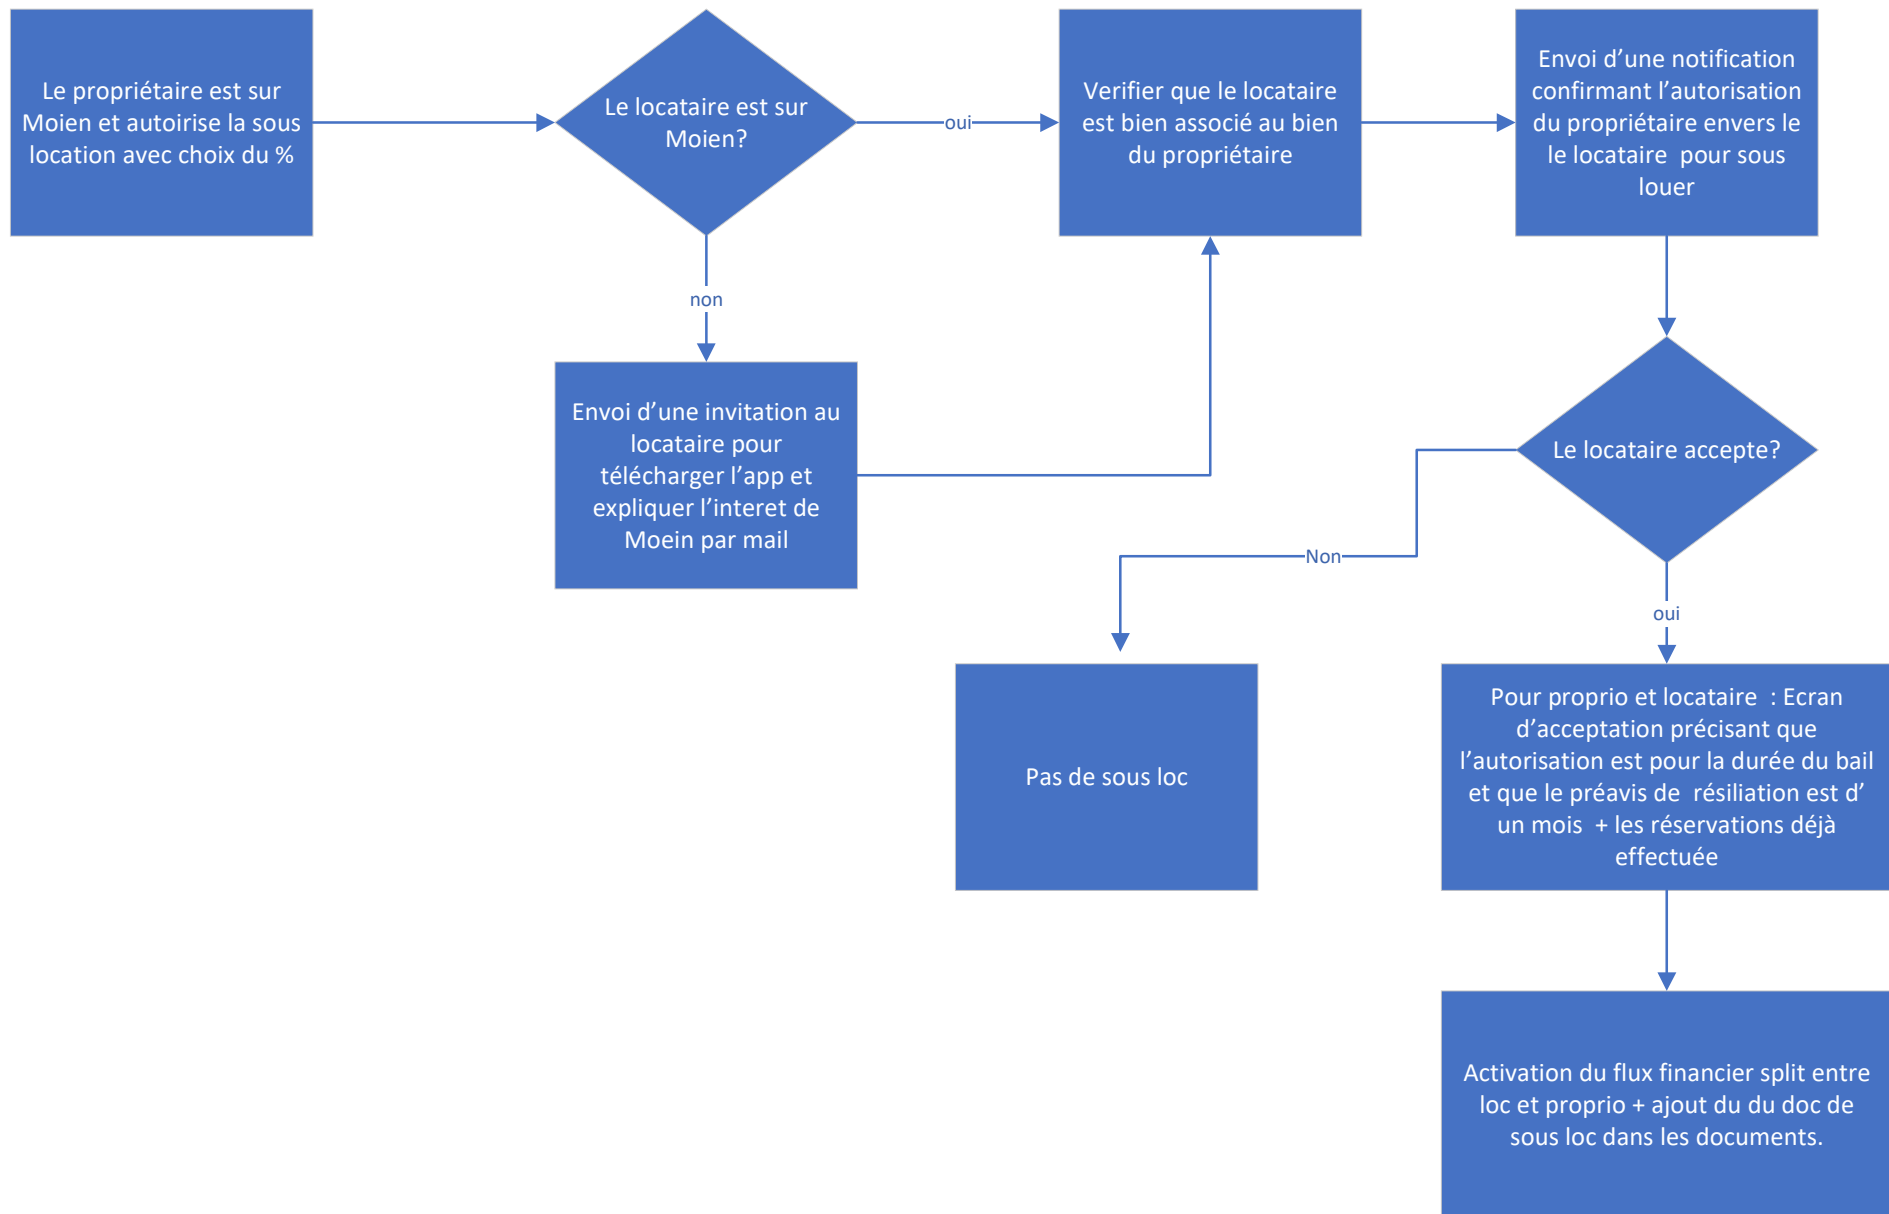 Le propriétaire est sur
Moien et autoirise la sous
location avec choix du %
Le locataire est sur
Moien?
oui
Verifier que le locataire
est bien associé au bien
du propriétaire
Envoi d’une notification
confirmant l’autorisation
du propriétaire envers le
le locataire  pour sous
louer
non
Envoi d’une invitation au
locataire pour
télécharger l’app et
expliquer l’interet de
Moein par mail
Le locataire accepte?
Non
oui
Pas de sous loc
Pour proprio et locataire  : Ecran
d’acceptation précisant que
l’autorisation est pour la durée du bail
et que le préavis de  résiliation est d’
un mois  + les réservations déjà
effectuée
Activation du flux financier split entre
loc et proprio + ajout du du doc de
sous loc dans les documents.